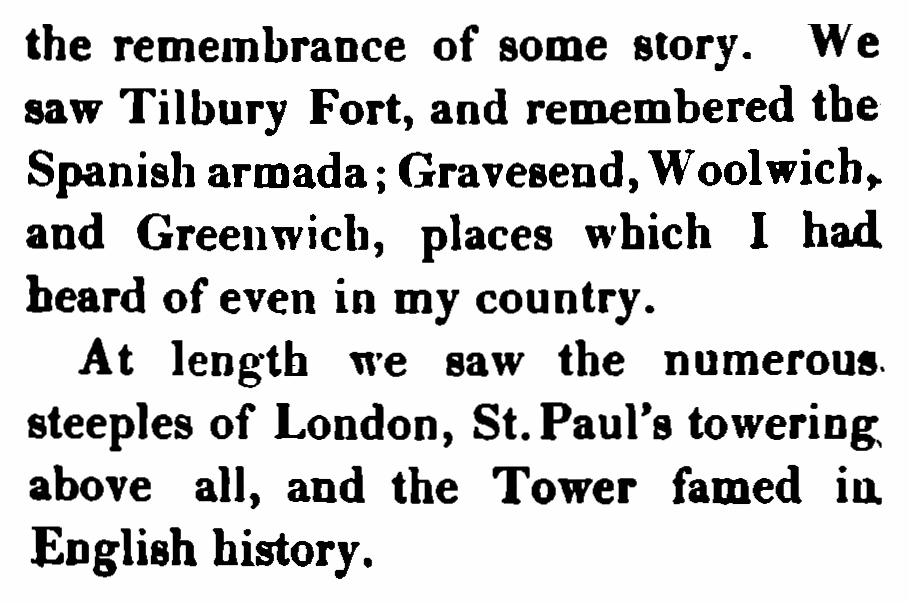 the remembrance of some story. We
saw Tilbury Fort, and remembered the
Spanish armada; Gravesend, Woolwich,
and Greenwich, places which I had
heard of even in my country.
At length we saw the numerous
steeples of London, St. Paul's towering
above all, and the Tower famed in
English history.